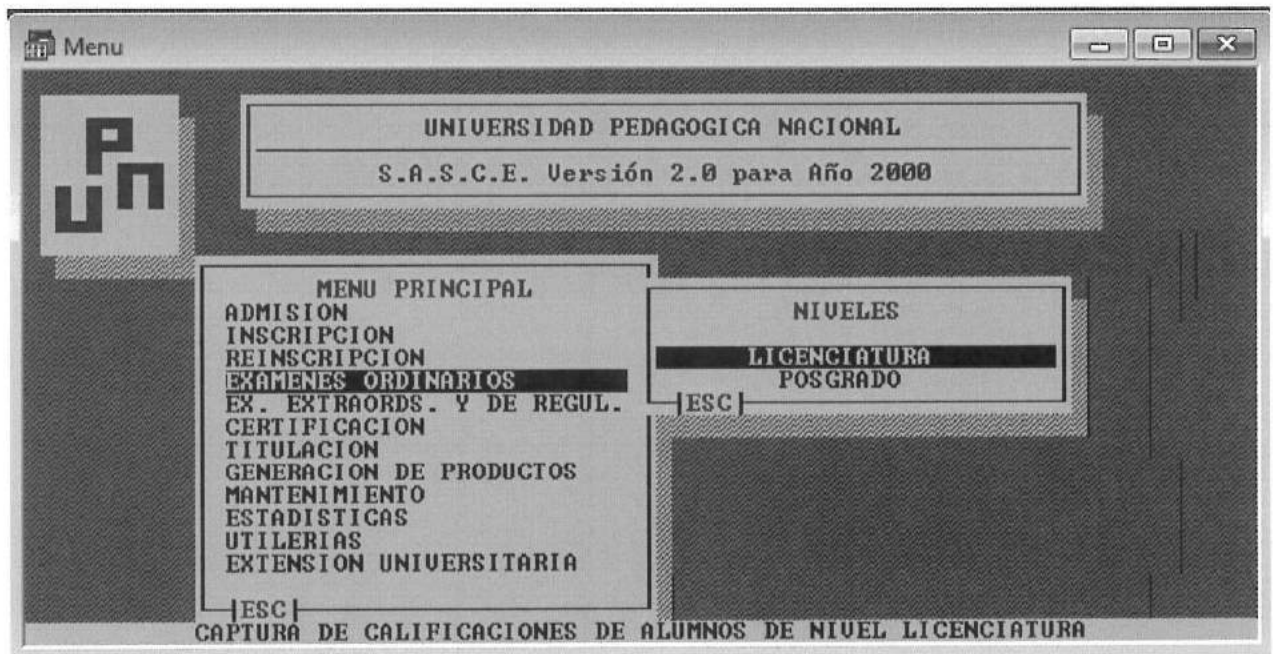 Menu
UPN
UNIVERSIDAD PEDAGOGICA NACIONAL
S.A.S.C.E. Versión 2.0 para Año 2000
MENU PRINCIPAL
ADMISION
INSCRIPCION
REINSCRIPCION
EXAMENES ORDINARIOS
EX. EXTRAORDS. Y DE REGUL.
CERTIFICACION
TITULACION
GENERACION DE PRODUCTOS
MANTENIMIENTO
ESTADISTICAS
UTILERIAS
EXTENSION UNIVERSITARIA
ESC
NIVELES
LICENCIATURA
POSGRADO
ESC
CAPTURA DE CALIFICACIONES DE ALUMNOS DE NIVEL LICENCIATURA